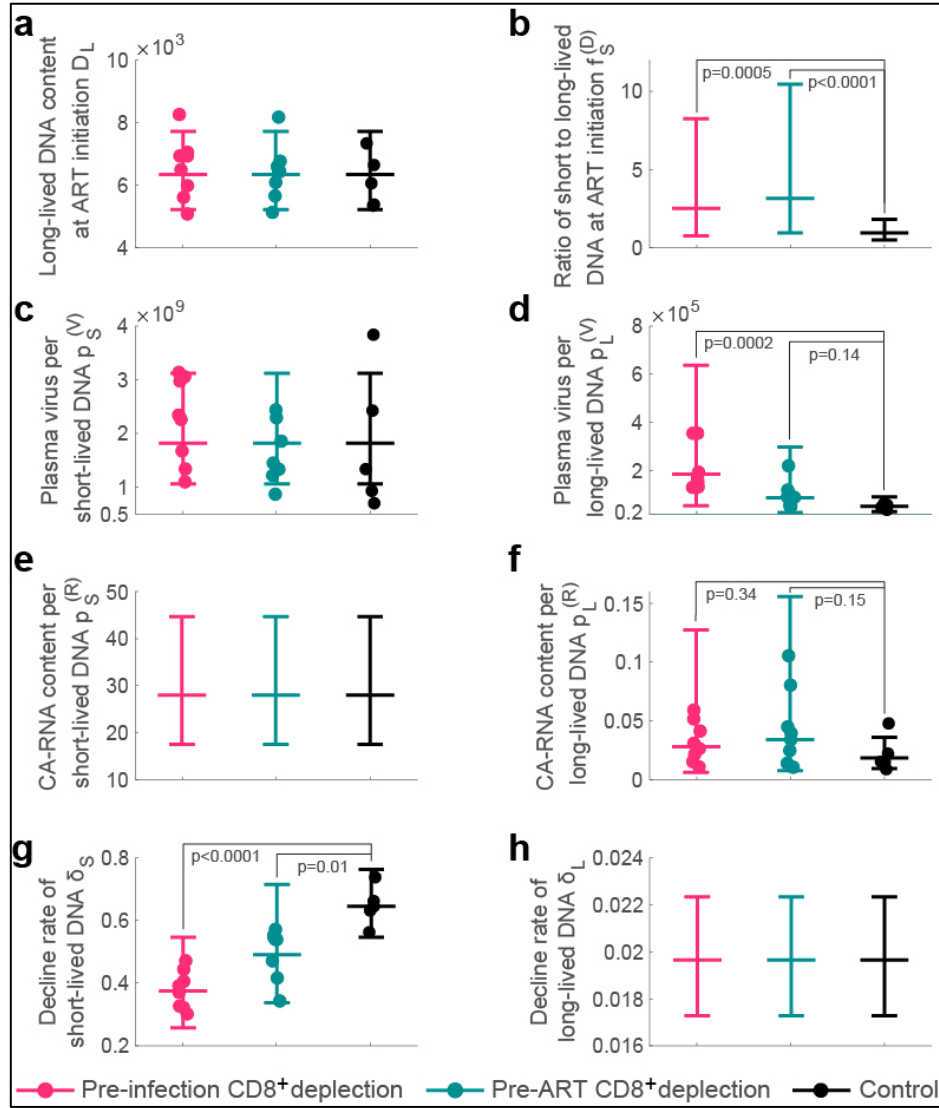 a
Long-lived DNA content
at ART initiation D_L
×10³
10
8
6
4
b
Ratio of short to long-lived
DNA at ART initiation f_S^(D)
10
5
0
p=0.0005
p<0.0001
c
Plasma virus per
short-lived DNA p_S^(V)
×10⁹
4
3
2
1
0.5
d
Plasma virus per
long-lived DNA p_L^(V)
×10⁵
8
6
4
2
0.2
p=0.0002
p=0.14
e
CA-RNA content per
short-lived DNA p_S^(R)
50
40
30
20
10
f
CA-RNA content per
long-lived DNA p_L^(R)
0.15
0.1
0.05
0
p=0.34
p=0.15
g
Decline rate of
short-lived DNA δ_S
0.8
0.6
0.4
0.2
p<0.0001
p=0.01
h
Decline rate of
long-lived DNA δ_L
0.024
0.022
0.02
0.018
0.016
Pre-infection CD8⁺deplection Pre-ART CD8⁺deplection Control